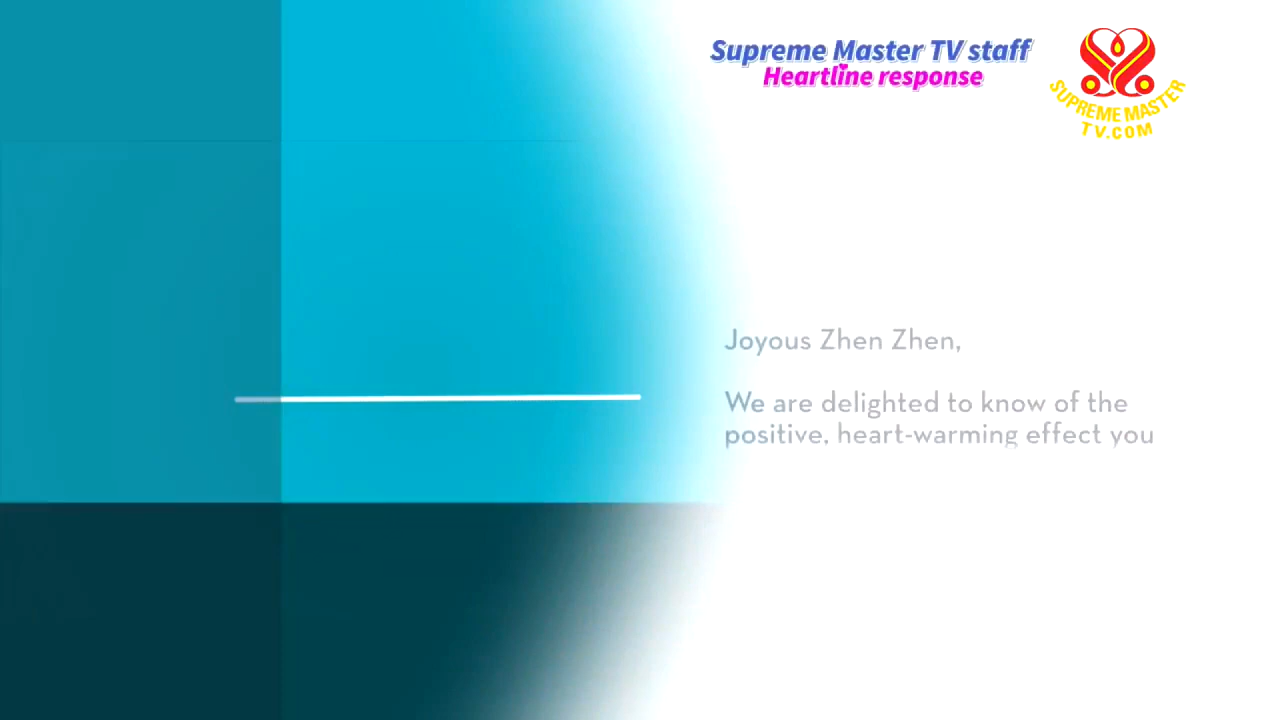 Supreme Master TV staff
Heartline response
SUPREME MASTER
TV.COM
Joyous Zhen Zhen,
We are delighted to know of the
positive, heart-warming effect you